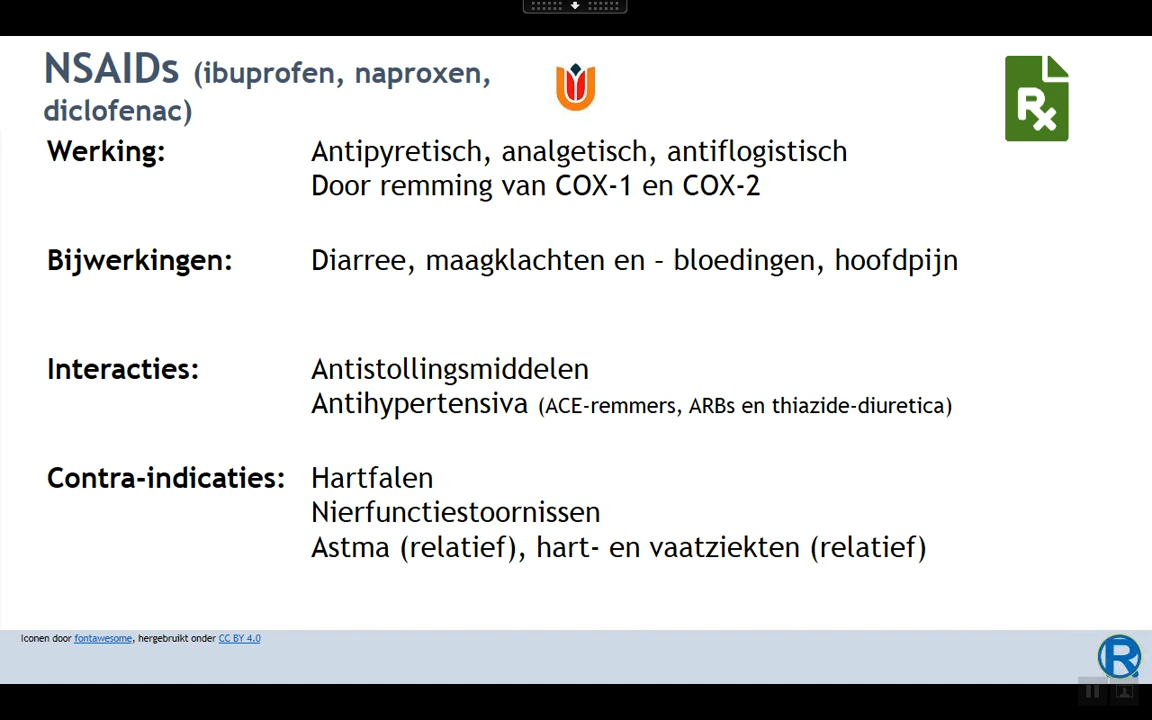 NSAIDs (ibuprofen, naproxen,
diclofenac)
Rx
Werking: Antipyretisch, analgetisch, antiflogistisch
Door remming van COX-1 en COX-2
Bijwerkingen: Diarree, maagklachten en – bloedingen, hoofdpijn
Interacties: Antistollingsmiddelen
Antihypertensiva (ACE-remmers, ARBs en thiazide-diuretica)
Contra-indicaties: Hartfalen
Nierfunctiestoornissen
Astma (relatief), hart- en vaatziekten (relatief)
Iconen door fontawesome, hergebruikt onder CC BY 4.0
R